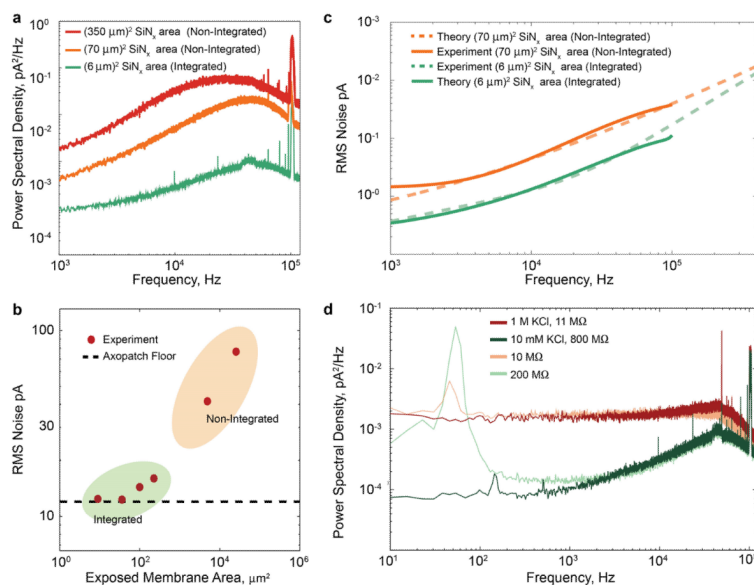 a
10⁰
10⁻¹
10⁻²
10⁻³
10⁻⁴
Power Spectral Density, pA²/Hz
(350 µm)² SiNₓ area (Non-Integrated)
(70 µm)² SiNₓ area (Non-Integrated)
(6 µm)² SiNₓ area (Integrated)
10³
10⁴
10⁵
Frequency, Hz
b
100
30
10
RMS Noise pA
Experiment
Axopatch Floor
Non-Integrated
Integrated
10⁰
10²
10⁴
10⁶
Exposed Membrane Area, µm²
c
10⁻³
10⁻²
10⁻¹
10⁻⁰
RMS Noise pA
Theory (70 µm)² SiNₓ area (Non-Integrated)
Experiment (70 µm)² SiNₓ area (Non-Integrated)
Experiment (6 µm)² SiNₓ area (Integrated)
Theory (6 µm)² SiNₓ area (Integrated)
10³
10⁴
10⁵
Frequency, Hz
d
10⁻¹
10⁻²
10⁻³
10⁻⁴
Power Spectral Density, pA²/Hz
1 M KCl, 11 MΩ
10 mM KCl, 800 MΩ
10 MΩ
200 MΩ
10¹
10²
10³
10⁴
10⁵
Frequency, Hz